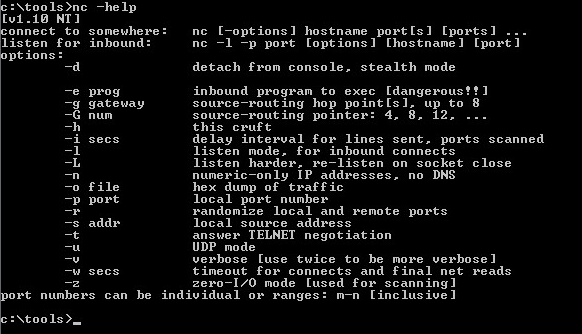 c:\tools>nc -help
[v1.10 NT]
connect to somewhere:   nc [-options] hostname port[s] [ports] ...
listen for inbound:     nc -l -p port [options] [hostname] [port]
options:
        -d              detach from console, stealth mode

        -e prog         inbound program to exec [dangerous!!]
        -g gateway      source-routing hop point[s], up to 8
        -G num          source-routing pointer: 4, 8, 12, ...
        -h              this cruft
        -i secs         delay interval for lines sent, ports scanned
        -l              listen mode, for inbound connects
        -L              listen harder, re-listen on socket close
        -n              numeric-only IP addresses, no DNS
        -o file         hex dump of traffic
        -p port         local port number
        -r              randomize local and remote ports
        -s addr         local source address
        -t              answer TELNET negotiation
        -u              UDP mode
        -v              verbose [use twice to be more verbose]
        -w secs         timeout for connects and final net reads
        -z              zero-I/O mode [used for scanning]
port numbers can be individual or ranges: m-n [inclusive]

c:\tools>_